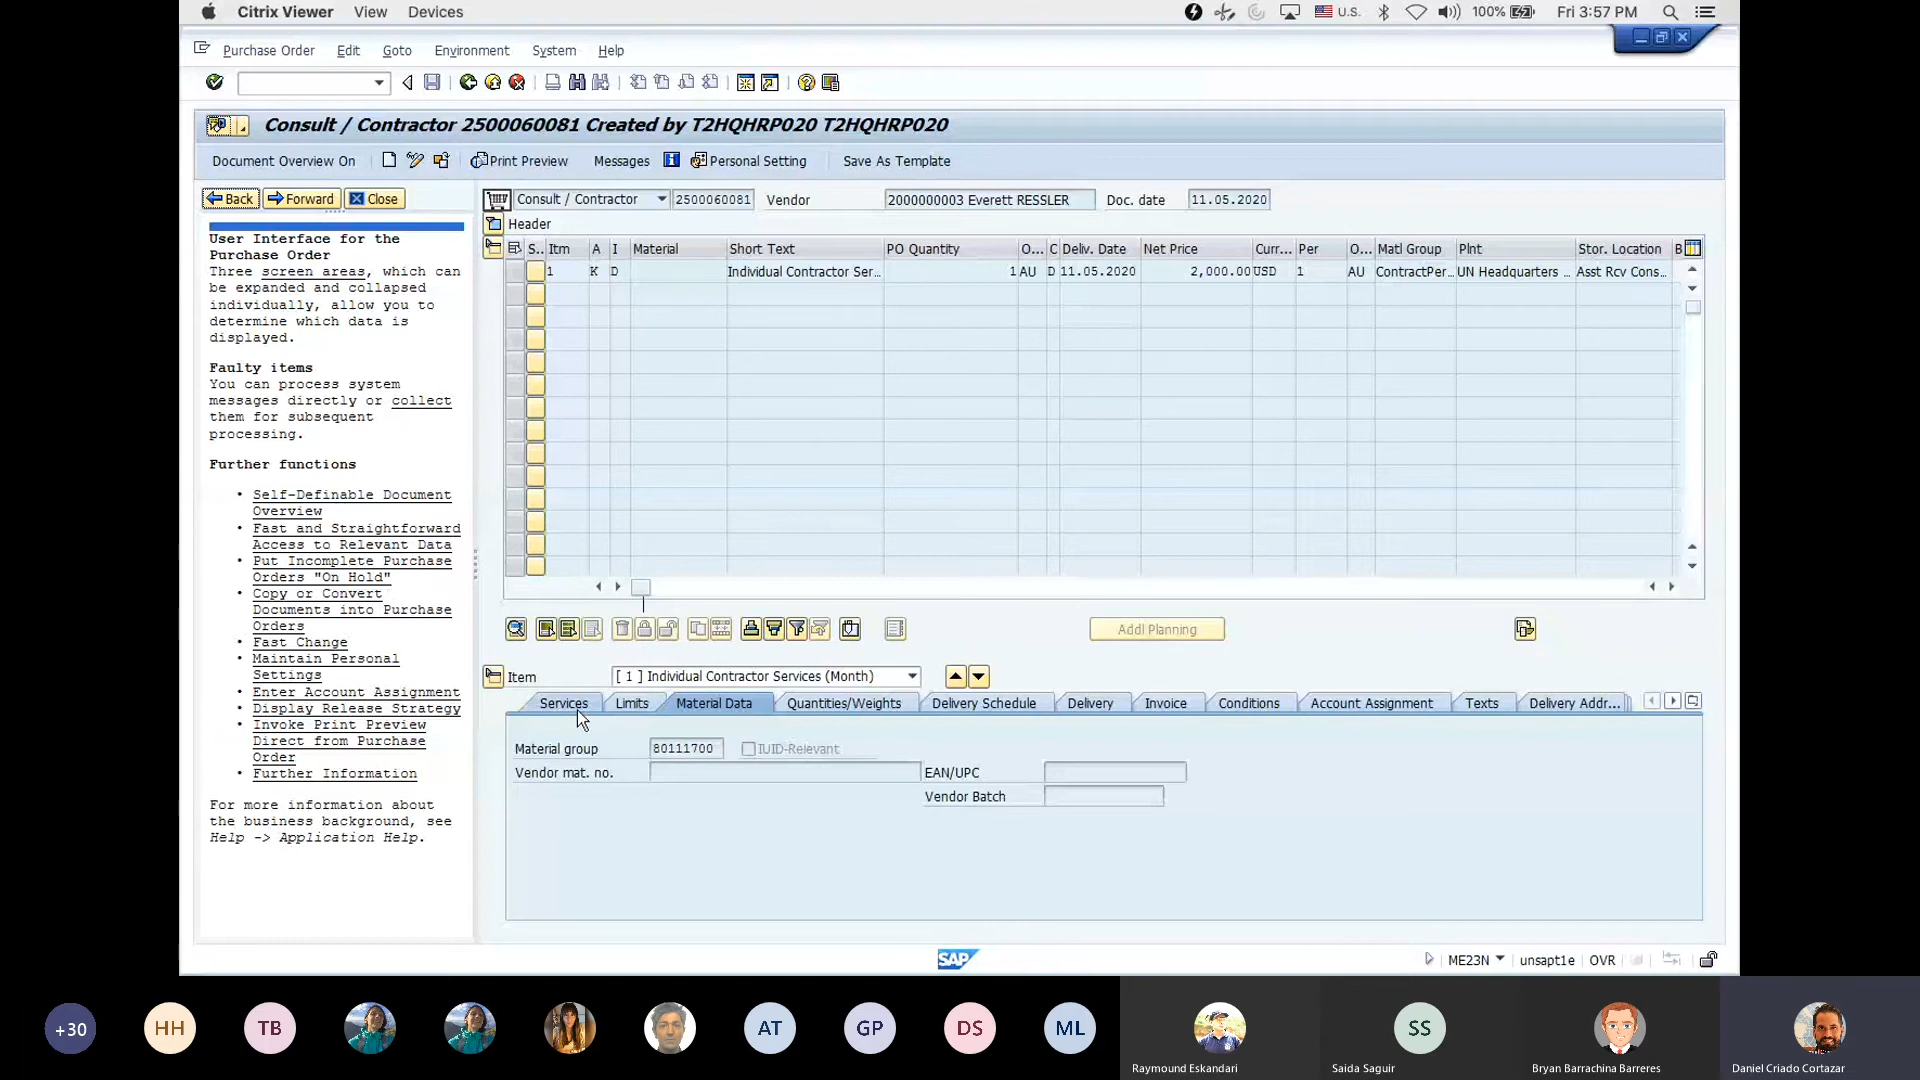 Citrix Viewer View Devices U.S. 100% Fri 3:57 PM
Purchase Order Edit Goto Environment System Help
Consult / Contractor 2500060081 Created by T2HQHRP020 T2HQHRP020
Document Overview On Print Preview Messages Personal Setting Save As Template
Back Forward Close
User Interface for the
Purchase Order
Three screen areas, which can
be expanded and collapsed
individually, allow you to
determine which data is
displayed.
Faulty items
You can process system
messages directly or collect
them for subsequent
processing.
Further functions
• Self-Definable Document
Overview
• Fast and Straightforward
Access to Relevant Data
• Put Incomplete Purchase
Orders "On Hold"
• Copy or Convert
Documents into Purchase
Orders
• Fast Change
• Maintain Personal
Settings
• Enter Account Assignment
• Display Release Strategy
• Invoke Print Preview
Direct from Purchase
Order
• Further Information
For more information about
the business background, see
Help -> Application Help.
Consult / Contractor 2500060081 Vendor 2000000003 Everett RESSLER Doc. date 11.05.2020
Header
S.. Itm A I Material Short Text PO Quantity O... C Deliv. Date Net Price Curr... Per O... Matl Group Plnt Stor. Location B
1 K D Individual Contractor Ser... 1 AU D 11.05.2020 2,000.00 USD 1 AU ContractPer... UN Headquarters ... Asst Rcv Cons...
Addl Planning
Item [ 1 ] Individual Contractor Services (Month)
Services Limits Material Data Quantities/Weights Delivery Schedule Delivery Invoice Conditions Account Assignment Texts Delivery Addr...
Material group 80111700 IUID-Relevant
Vendor mat. no. EAN/UPC
Vendor Batch
SAP ME23N unsapt1e OVR
+30 HH TB AT GP DS ML SS
Raymound Eskandari Saida Saguir Bryan Barrachina Barreres Daniel Criado Cortazar